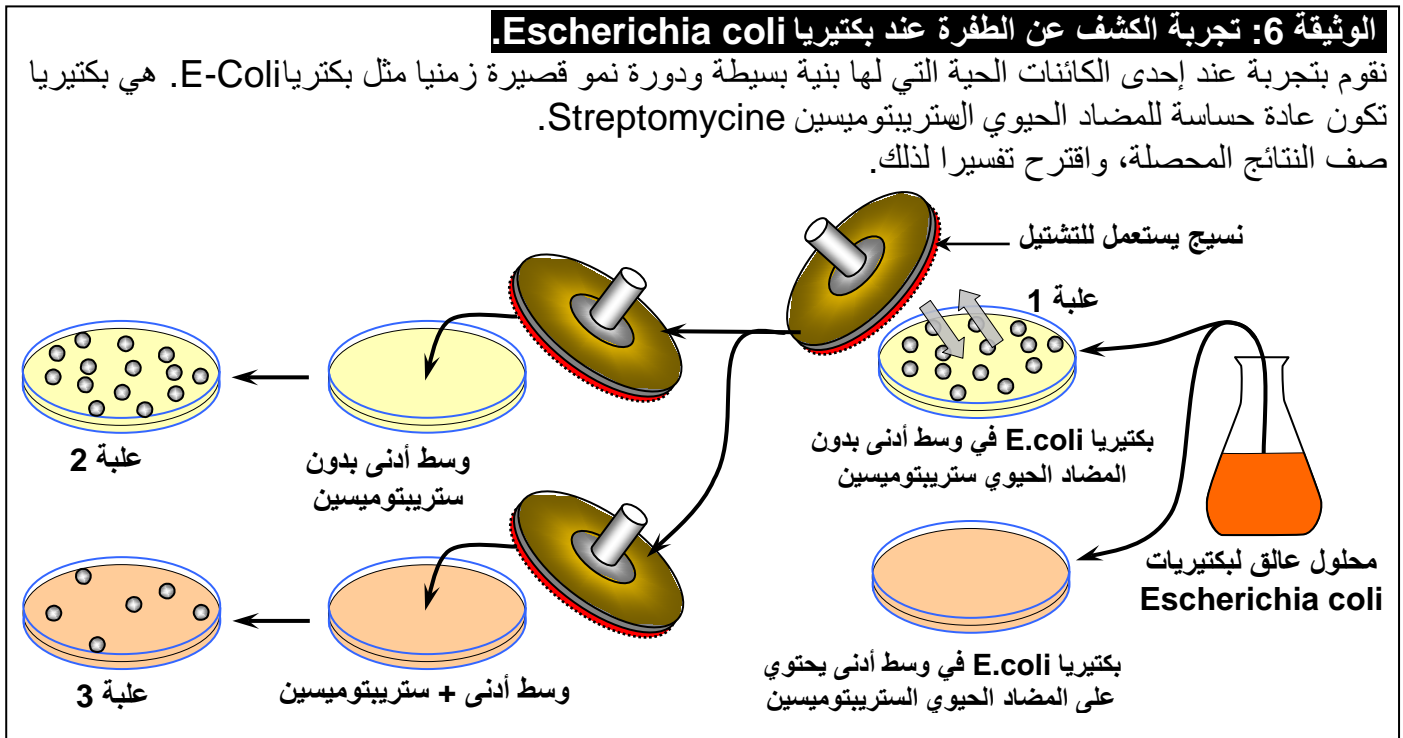 الوثيقة 6: تجربة الكشف عن الطفرة عند بكتيريا Escherichia coli.
نقوم بتجربة عند إحدى الكائنات الحية التي لها بنية بسيطة ودورة نمو قصيرة زمنيا مثل بكترياE-Coli. هي بكتيريا
تكون عادة حساسة للمضاد الحيوي الستريبتوميسين Streptomycine.
صف النتائج المحصلة، واقترح تفسيرا لذلك.
نسيج يستعمل للتشتيل
علبة 1
بكتيريا E.coli في وسط أدنى بدون
المضاد الحيوي ستريبتوميسين
وسط أدنى بدون
ستريبتوميسين
علبة 2
محلول عالق لبكتيريات
Escherichia coli
بكتيريا E.coli في وسط أدنى يحتوي
على المضاد الحيوي الستريبتوميسين
وسط أدنى + ستريبتوميسين
علبة 3